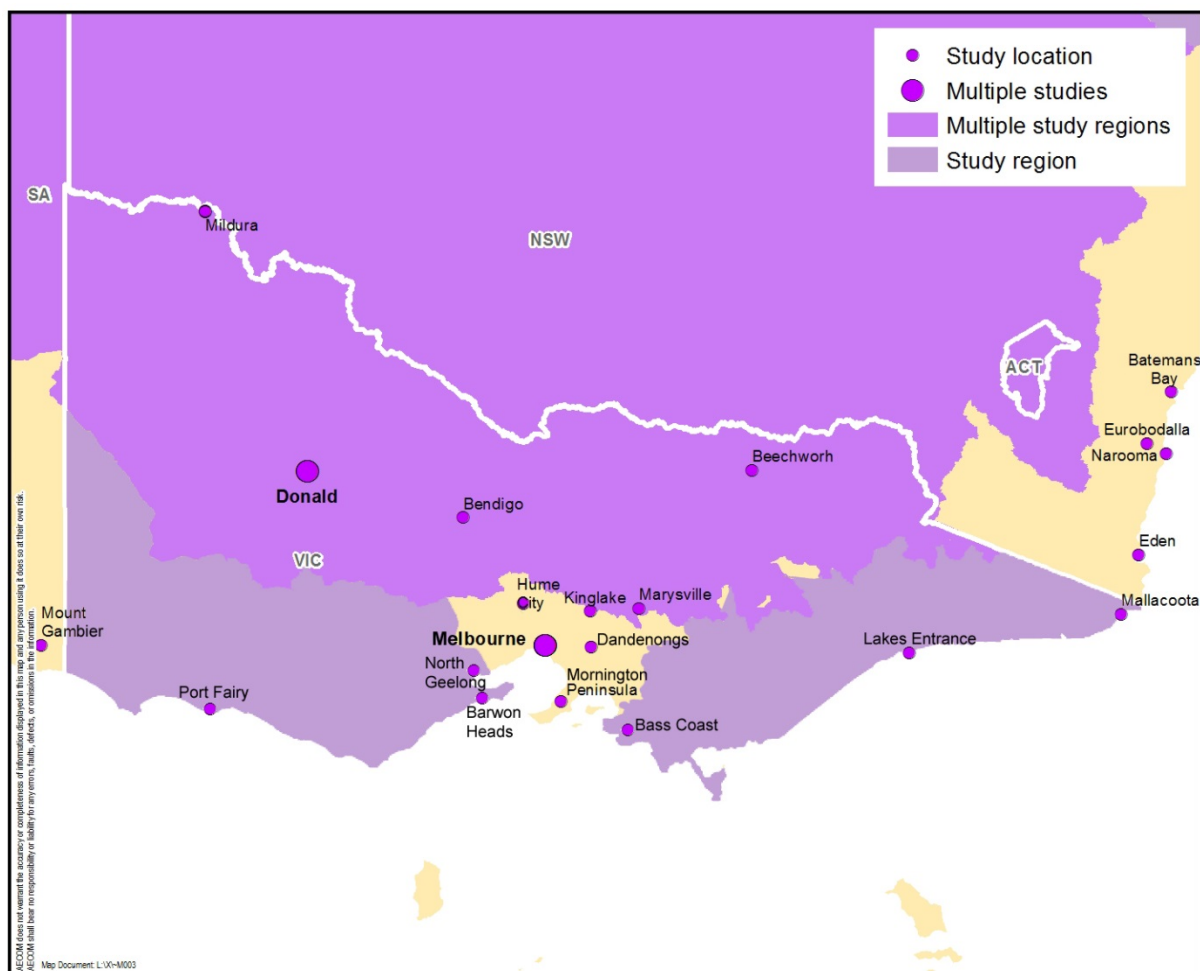 Study location
Multiple studies
Multiple study regions
Study region
SA
Mildura
NSW
ACT
Batemans
Bay
Eurobodalla
Narooma
Beechworh
Donald
Bendigo
Eden
VIC
Hume
City
Kinglake
Marysville
Mallacoota
Mount
Gambier
Melbourne
Dandenongs
Lakes Entrance
North
Geelong
Mornington
Peninsula
Port Fairy
Barwon
Heads
Bass Coast
AECOM does not warrant the accuracy or completeness of information displayed in this map and any person using it does so at their own risk.
AECOM shall bear no responsibility or liability for any errors, faults, defects, or omissions in the information.
Map Document: L:\X\~M003